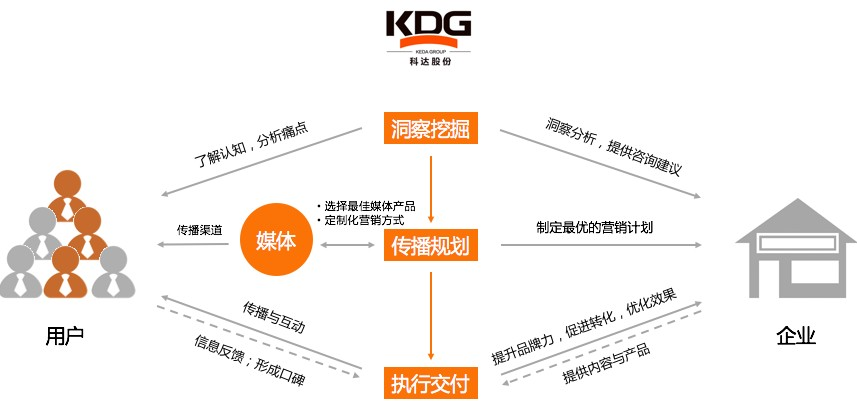 KDG
KEDA GROUP
科达股份
洞察挖掘
了解认知，分析痛点
洞察分析，提供咨询建议
• 选择最佳媒体产品
• 定制化营销方式
传播渠道
媒体
传播规划
制定最优的营销计划
用户
企业
传播与互动
信息反馈；形成口碑
提升品牌力，促进转化，优化效果
提供内容与产品
执行交付